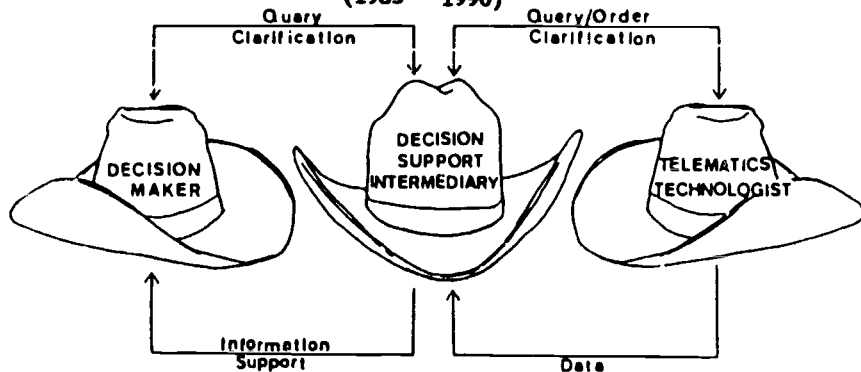 Query
Clarification
Query/Order
Clarification
DECISION
MAKER
DECISION
SUPPORT
INTERMEDIARY
TELEMATICS
TECHNOLOGIST
Information
Support
Data